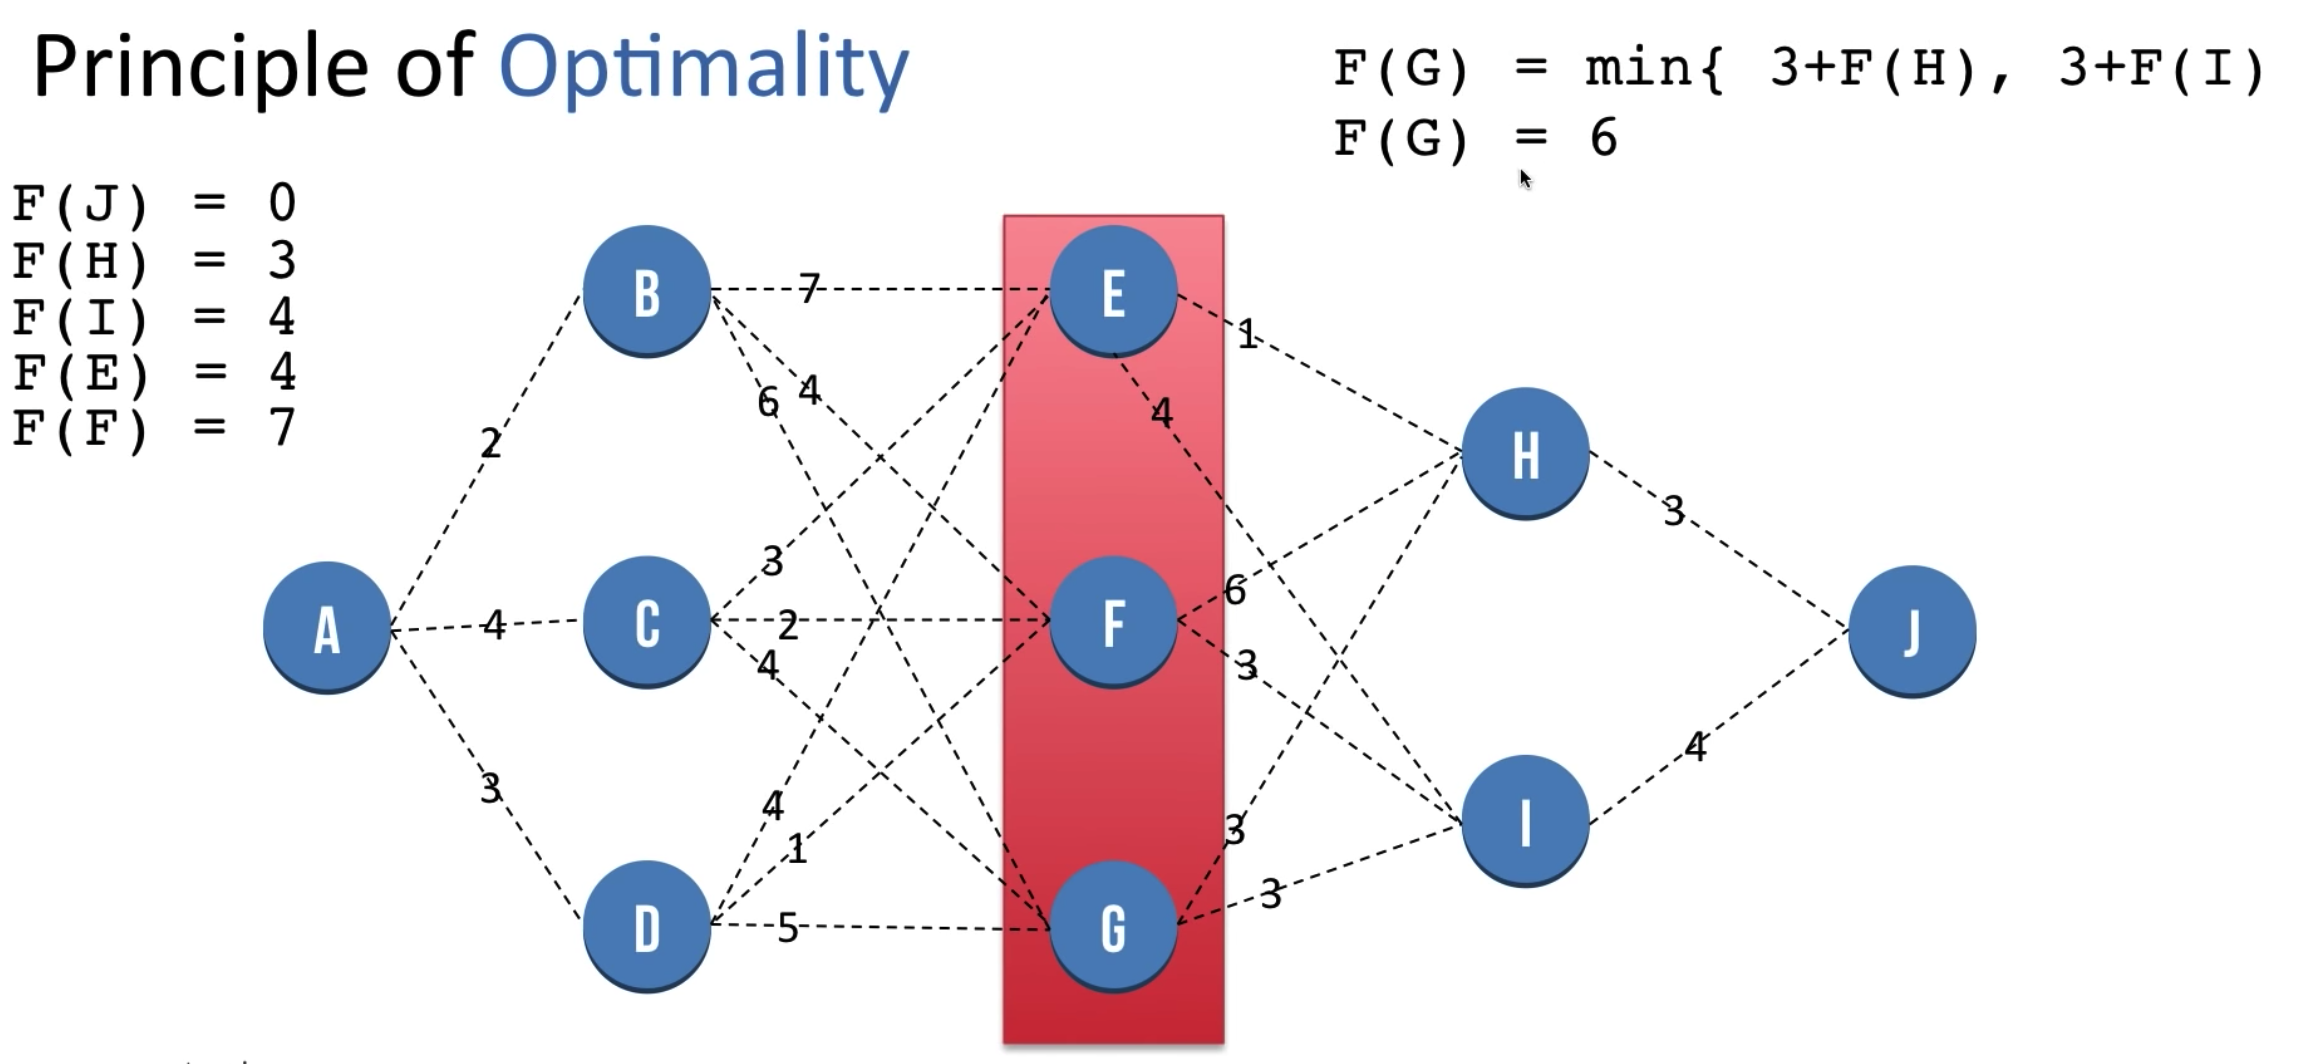 Principle of Optimality
F(G) = min{ 3+F(H), 3+F(I)
F(G) = 6
F(J) = 0
F(H) = 3
F(I) = 4
F(E) = 4
F(F) = 7
B
7
E
1
6
4
4
2
H
3
3
A
4
C
2
F
6
J
4
3
4
3
4
1
3
I
D
5
G
3